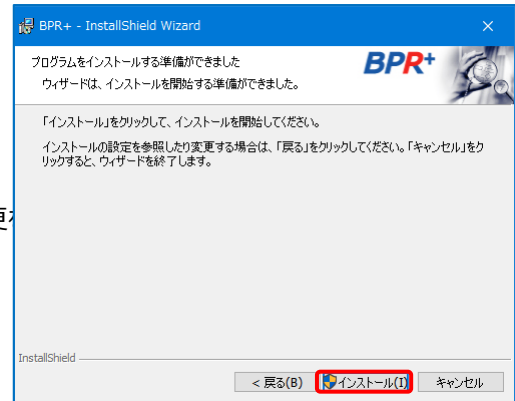 BPR+ - InstallShield Wizard
プログラムをインストールする準備ができました
BPR+
ウィザードは、インストールを開始する準備ができました。
「インストール」をクリックして、インストールを開始してください。
インストールの設定を参照したり変更する場合は、「戻る」をクリックしてください。「キャンセル」をク
リックすると、ウィザードを終了します。
更
InstallShield
< 戻る(B)
インストール(I)
キャンセル